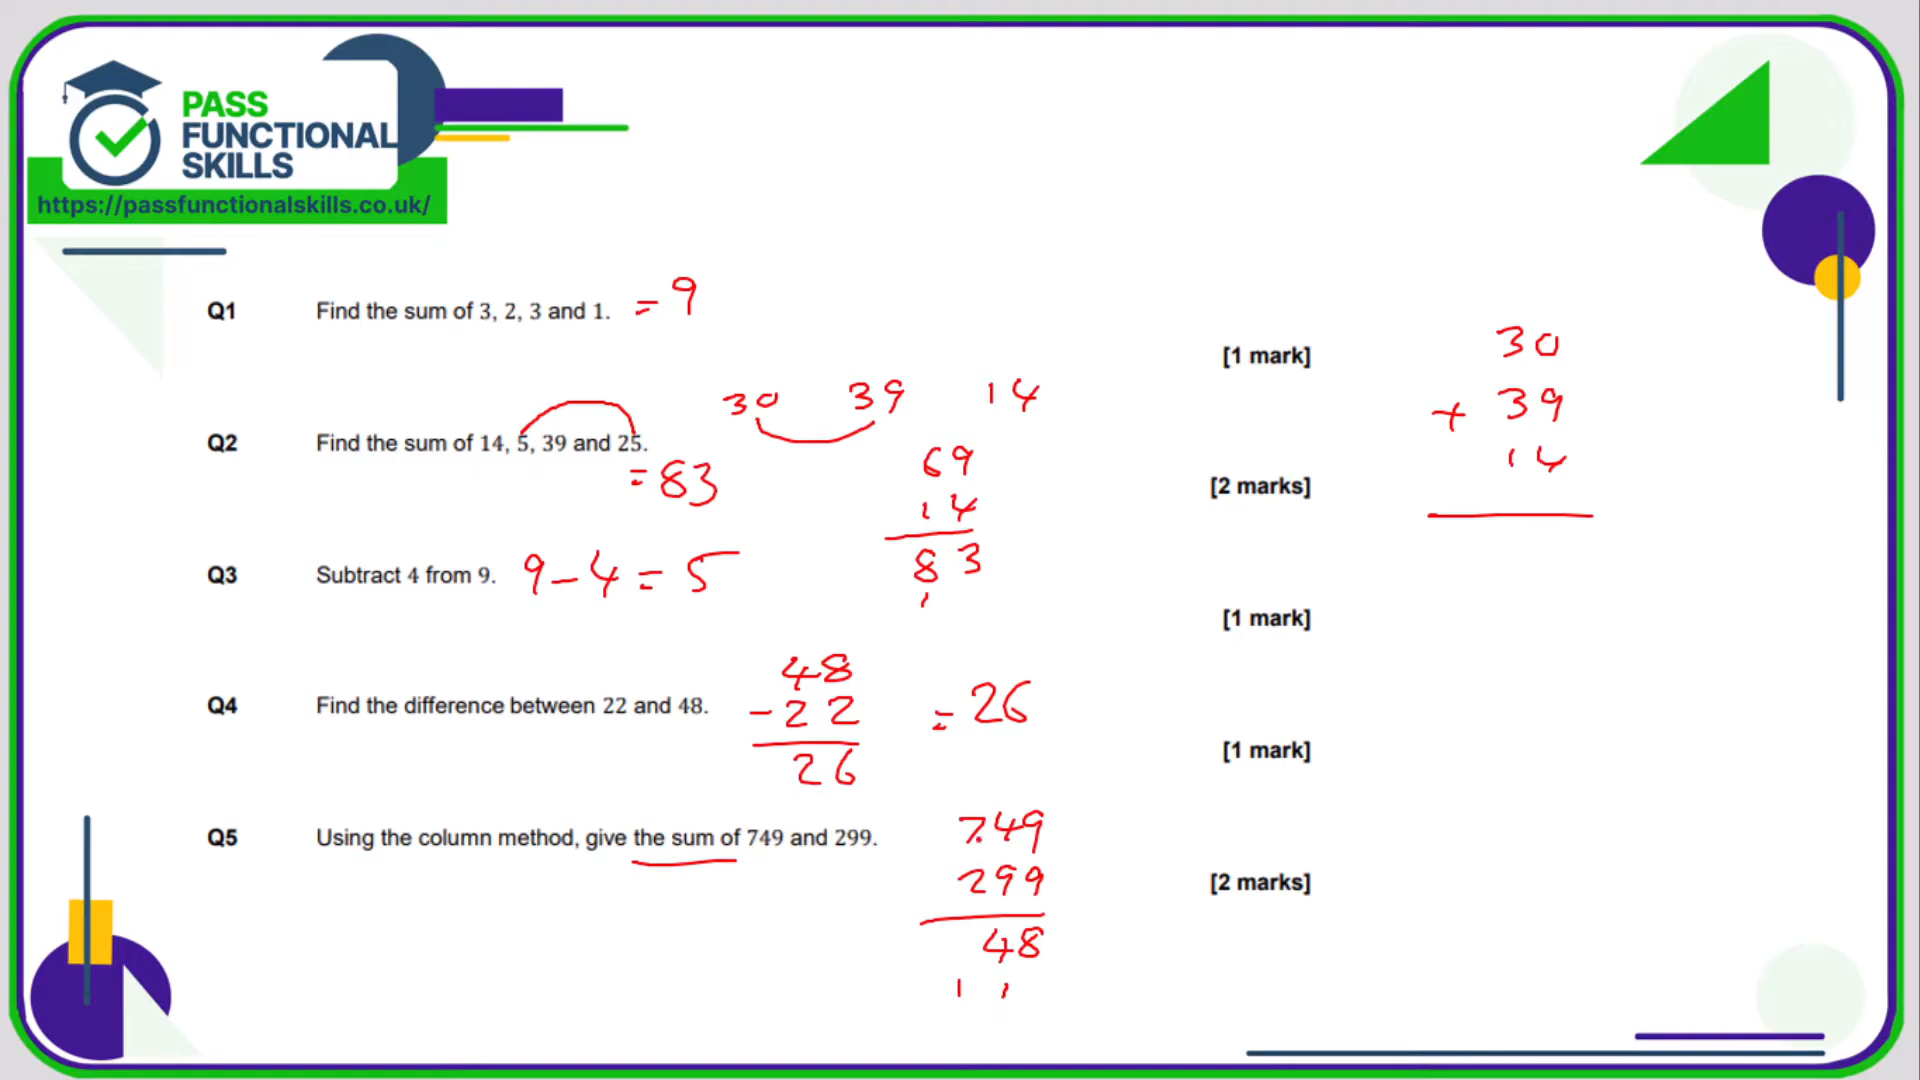 PASS
FUNCTIONAL
SKILLS
https://passfunctionalskills.co.uk/
Q1 Find the sum of 3, 2, 3 and 1. = 9
[1 mark]
30 39 14
Q2 Find the sum of 14, 5, 39 and 25.
= 83
69
14
83
1
[2 marks]
30
+ 39
14
Q3 Subtract 4 from 9. 9 - 4 = 5
[1 mark]
Q4 Find the difference between 22 and 48.
48
- 22
26
= 26
[1 mark]
Q5 Using the column method, give the sum of 749 and 299.
749
299
48
1 1
[2 marks]